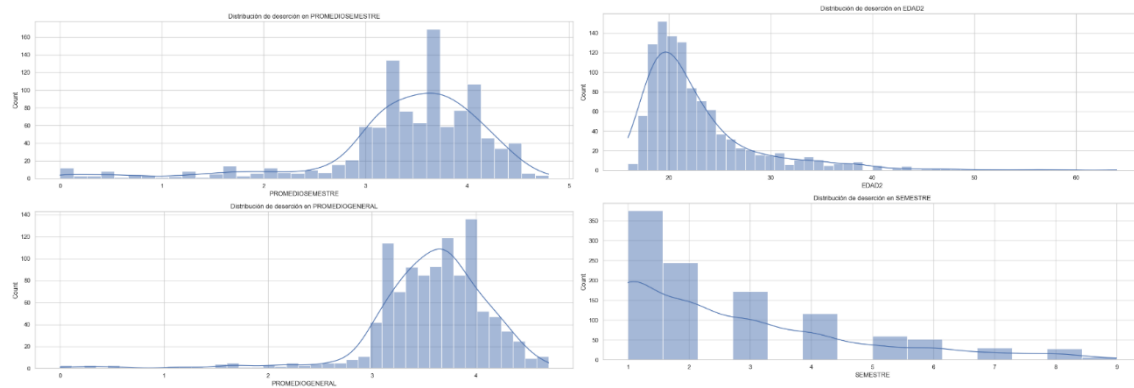 Distribución de deserción en PROMEDIOSEMESTRE
160
140
120
100
80
60
40
20
0
Count
0 1 2 3 4 5
PROMEDIOSEMESTRE
Distribución de deserción en EDAD2
140
120
100
80
60
40
20
0
Count
20 30 40 50 60
EDAD2
Distribución de deserción en PROMEDIOGENERAL
140
120
100
80
60
40
20
0
Count
0 1 2 3 4
PROMEDIOGENERAL
Distribución de deserción en SEMESTRE
350
300
250
200
150
100
50
0
Count
1 2 3 4 5 6 7 8 9
SEMESTRE